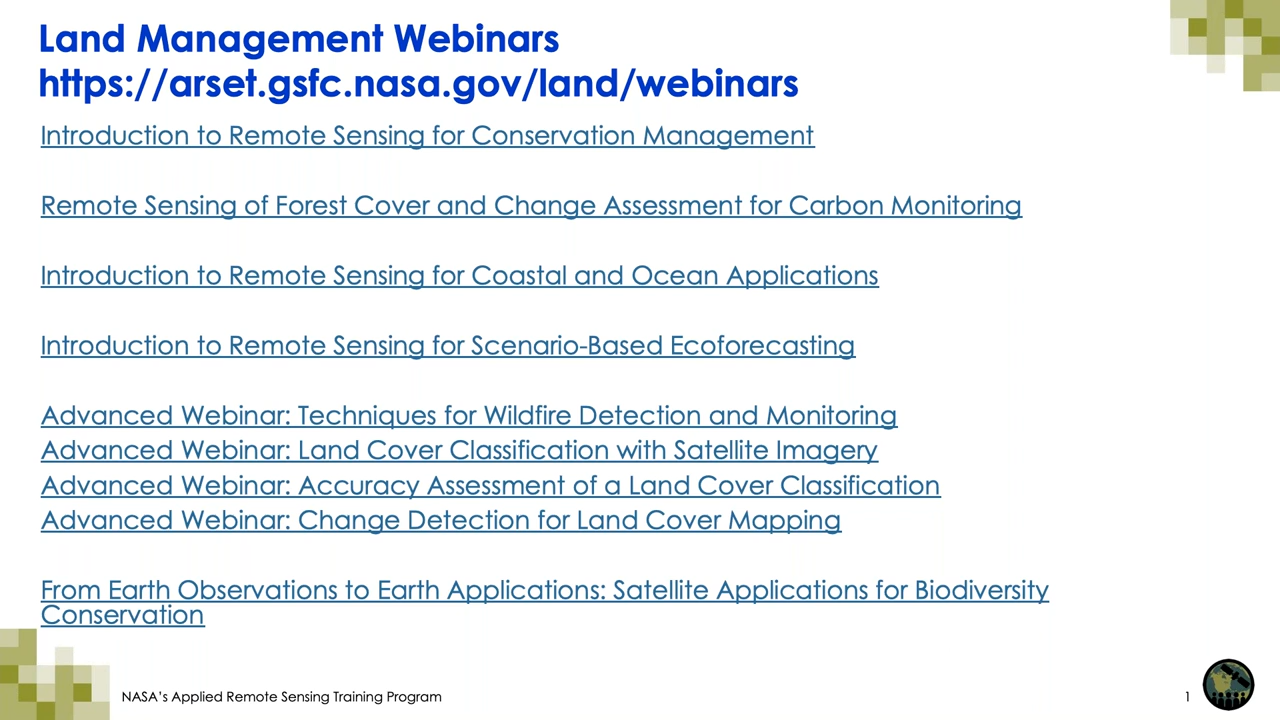 Land Management Webinars
https://arset.gsfc.nasa.gov/land/webinars
Introduction to Remote Sensing for Conservation Management
Remote Sensing of Forest Cover and Change Assessment for Carbon Monitoring
Introduction to Remote Sensing for Coastal and Ocean Applications
Introduction to Remote Sensing for Scenario-Based Ecoforecasting
Advanced Webinar: Techniques for Wildfire Detection and Monitoring
Advanced Webinar: Land Cover Classification with Satellite Imagery
Advanced Webinar: Accuracy Assessment of a Land Cover Classification
Advanced Webinar: Change Detection for Land Cover Mapping
From Earth Observations to Earth Applications: Satellite Applications for Biodiversity
Conservation
NASA's Applied Remote Sensing Training Program
1